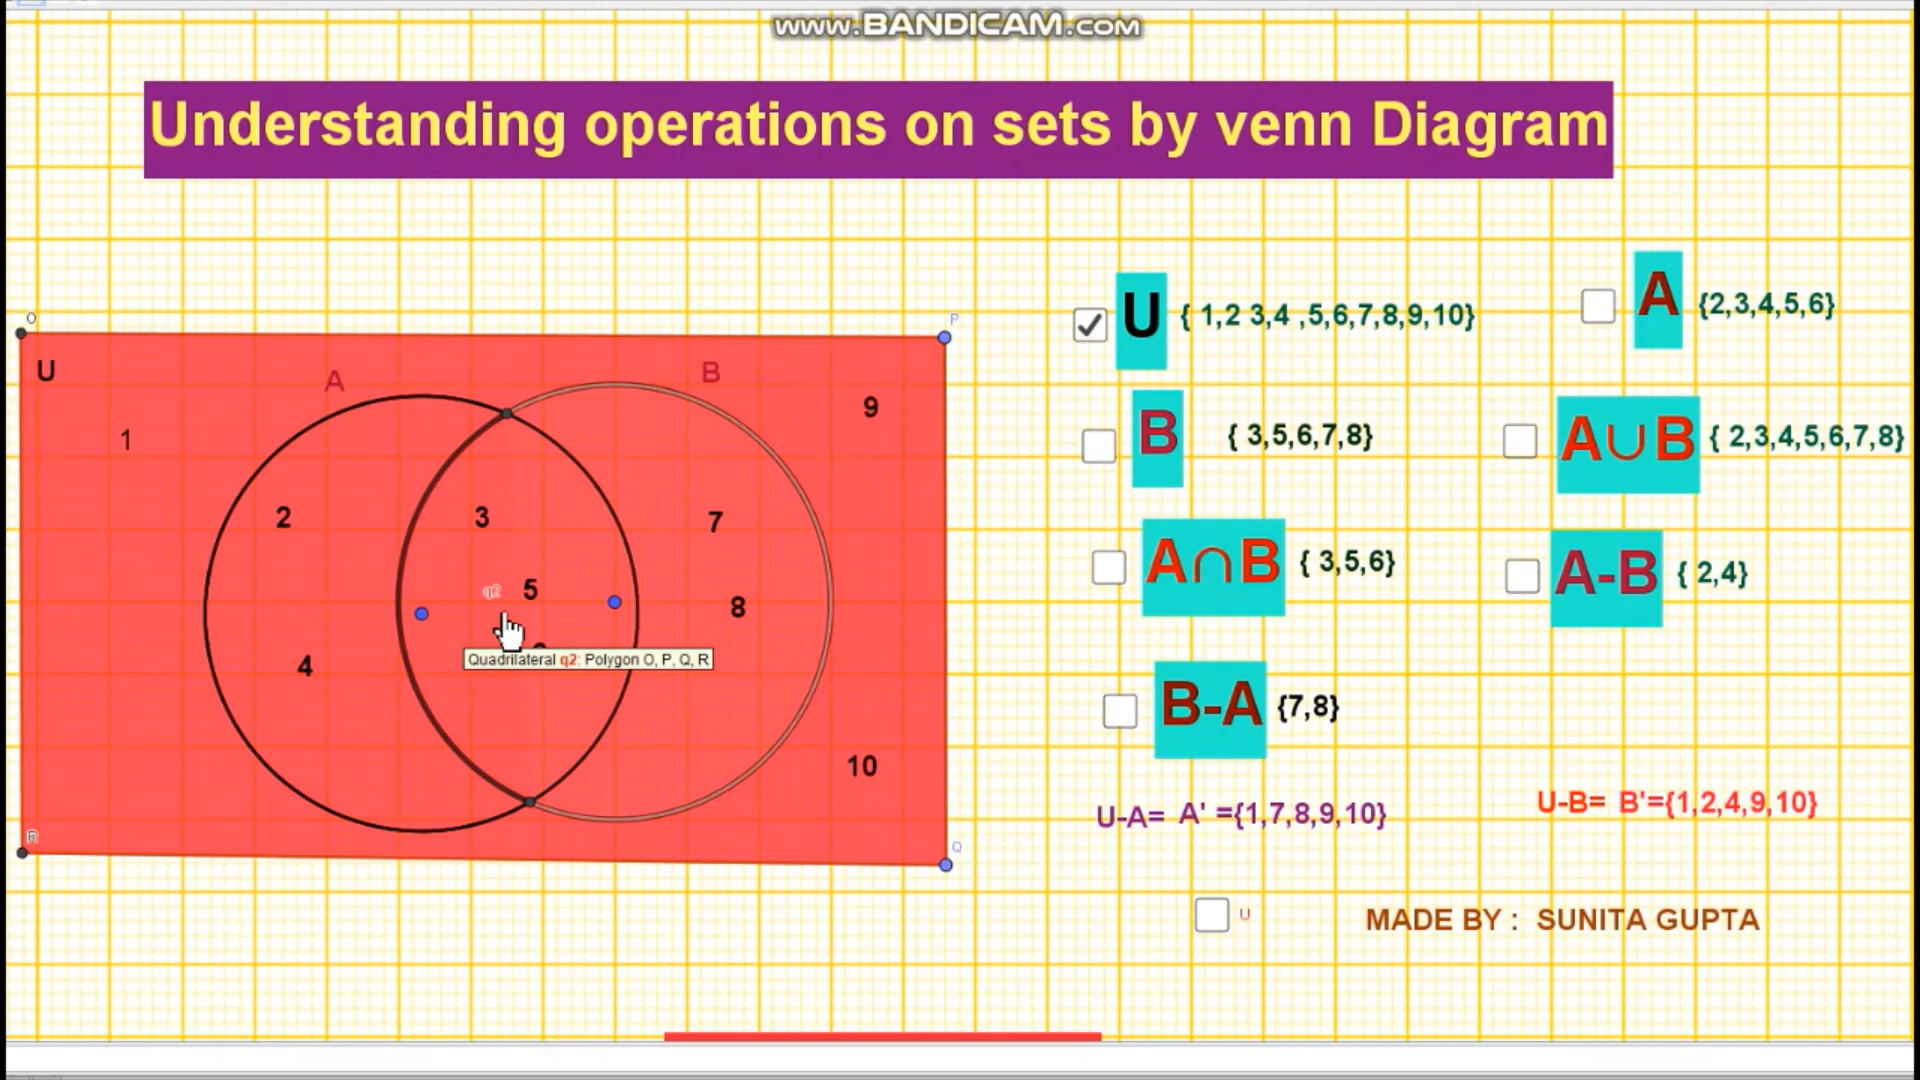 www.BANDICAM.com
Understanding operations on sets by venn Diagram
O
P
U
A
B
9
1
2
3
7
q2
5
8
4
Quadrilateral q2: Polygon O, P, Q, R
10
R
Q
U { 1,2 3,4 ,5,6,7,8,9,10}
A {2,3,4,5,6}
B { 3,5,6,7,8}
A∪B { 2,3,4,5,6,7,8}
A∩B { 3,5,6}
A-B { 2,4}
B-A {7,8}
U-A= A' ={1,7,8,9,10}
U-B= B'={1,2,4,9,10}
U
MADE BY : SUNITA GUPTA